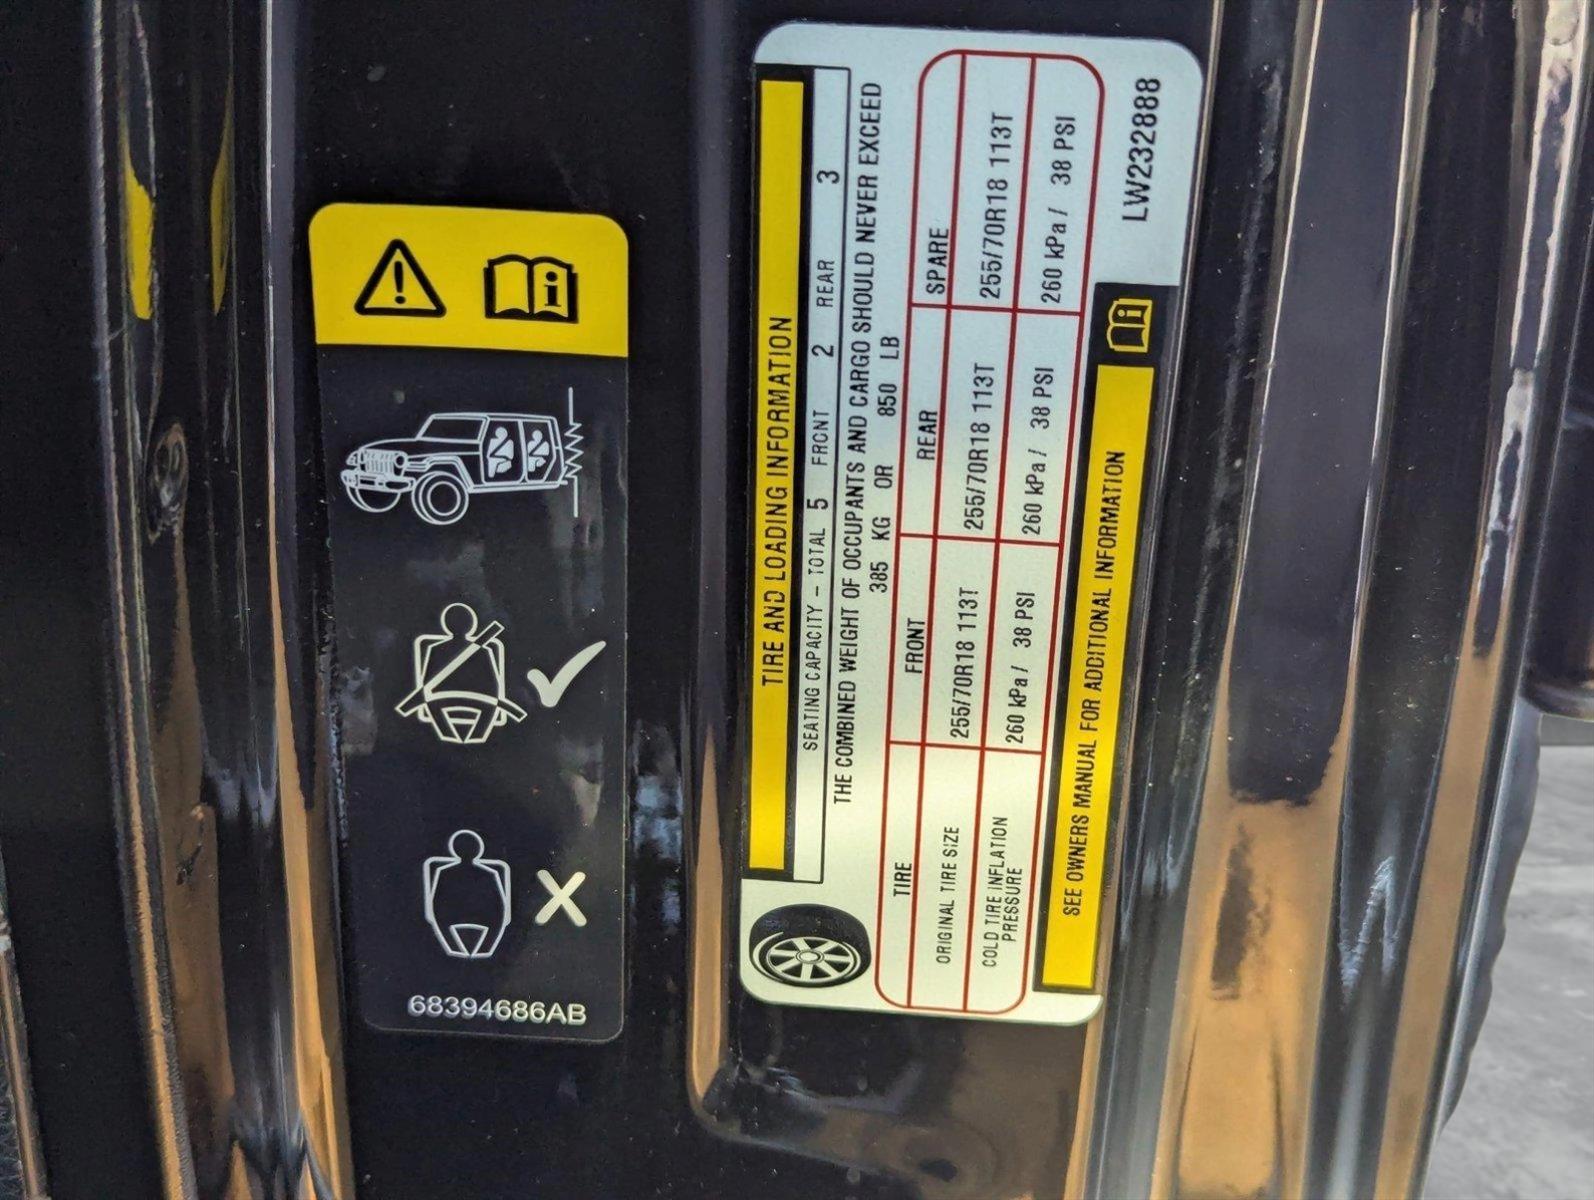 68394686AB
TIRE AND LOADING INFORMATION
SEATING CAPACITY – TOTAL 5 FRONT 2 REAR 3
THE COMBINED WEIGHT OF OCCUPANTS AND CARGO SHOULD NEVER EXCEED
385 KG OR 850 LB
TIRE FRONT REAR SPARE
ORIGINAL TIRE SIZE 255/70R18 113T 255/70R18 113T 255/70R18 113T
COLD TIRE INFLATION
PRESSURE 260 kPa / 38 PSI 260 kPa / 38 PSI 260 kPa / 38 PSI
SEE OWNERS MANUAL FOR ADDITIONAL INFORMATION
LW232888